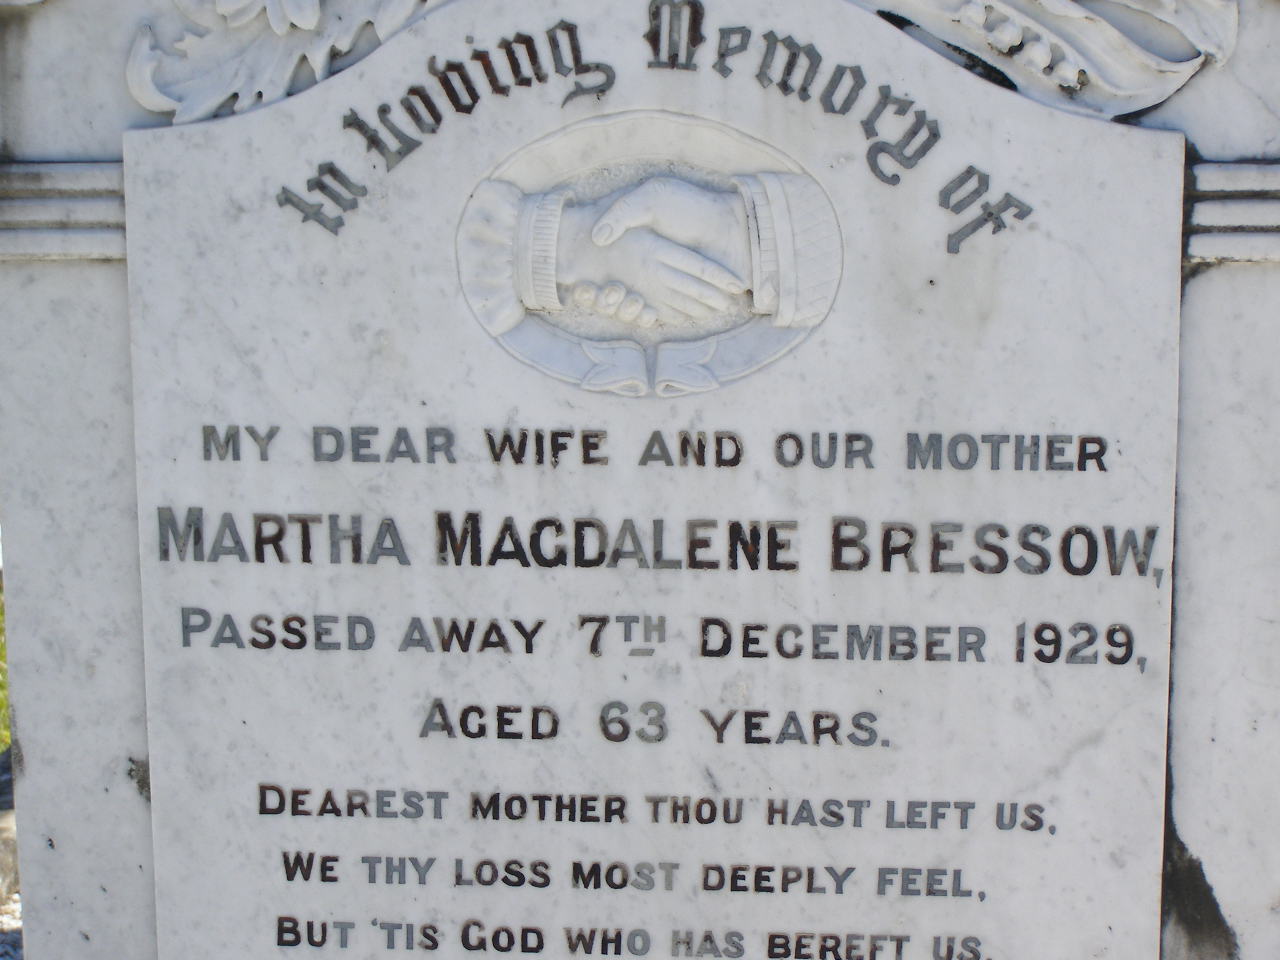 In Loving Memory of
MY DEAR WIFE AND OUR MOTHER
MARTHA MAGDALENE BRESSOW,
PASSED AWAY 7TH DECEMBER 1929,
AGED 63 YEARS.
DEAREST MOTHER THOU HAST LEFT US,
WE THY LOSS MOST DEEPLY FEEL,
BUT 'TIS GOD WHO HAS BEREFT US,